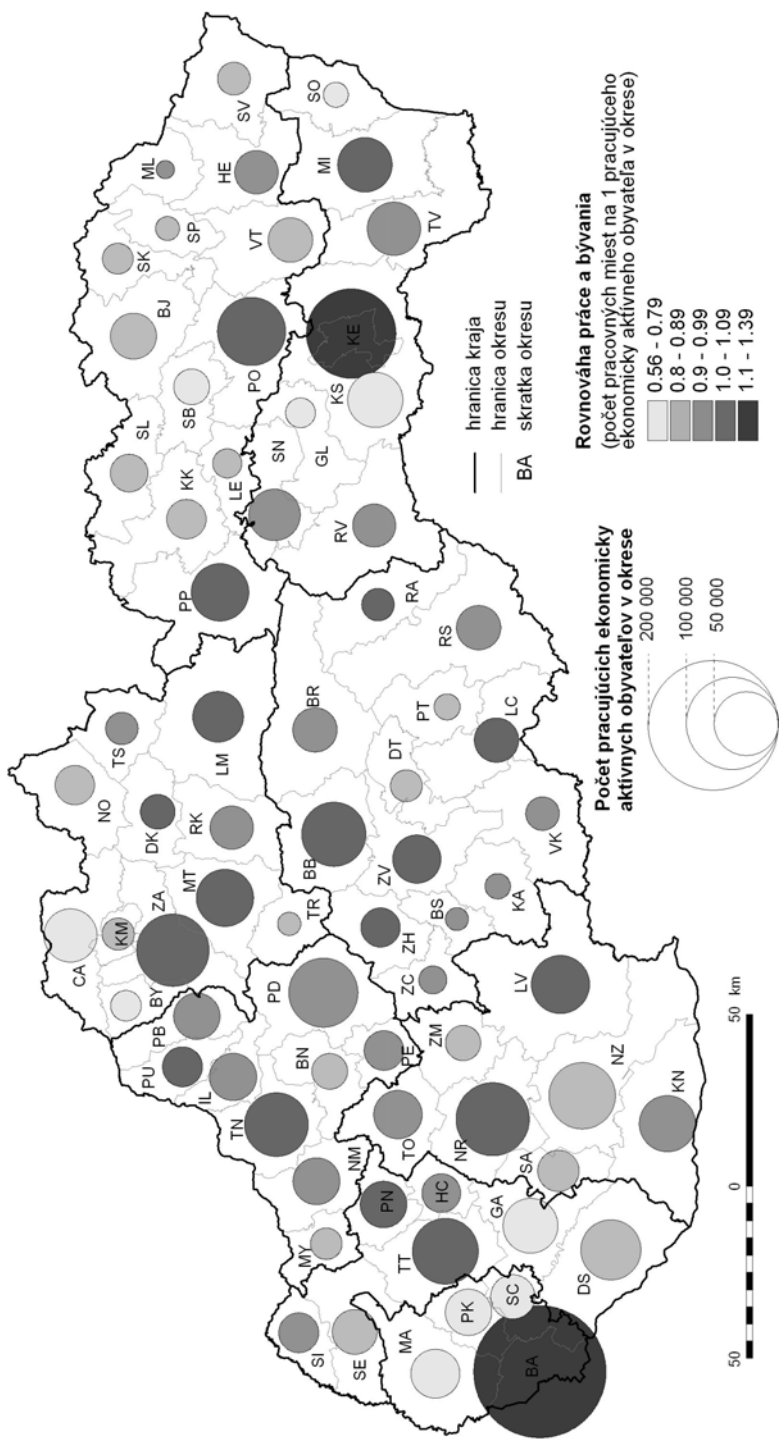 CA
NO
TS
BY
KM
ZA
DK
PB
PU
IL
MT
RK
LM
TR
TN
PD
BN
PE
NM
MY
SI
SE
MA
PK
SC
BA
DS
GA
TT
PN
HC
TO
NR
ZM
SA
NZ
KN
LV
ZC
ZH
BS
ZV
BB
BR
KA
VK
DT
PT
LC
RS
RA
PP
KK
SL
LE
SB
BJ
PO
SK
SP
ML
HE
VT
SV
SO
MI
TV
KE
KS
SN
GL
RV
hranica kraja
hranica okresu
BA skratka okresu
Počet pracujúcich ekonomicky
aktívnych obyvateľov v okrese
200 000
100 000
50 000
Rovnováha práce a bývania
(počet pracovných miest na 1 pracujúceho
ekonomicky aktívneho obyvateľa v okrese)
0.56 - 0.79
0.8 - 0.89
0.9 - 0.99
1.0 - 1.09
1.1 - 1.39
50 0 50 km